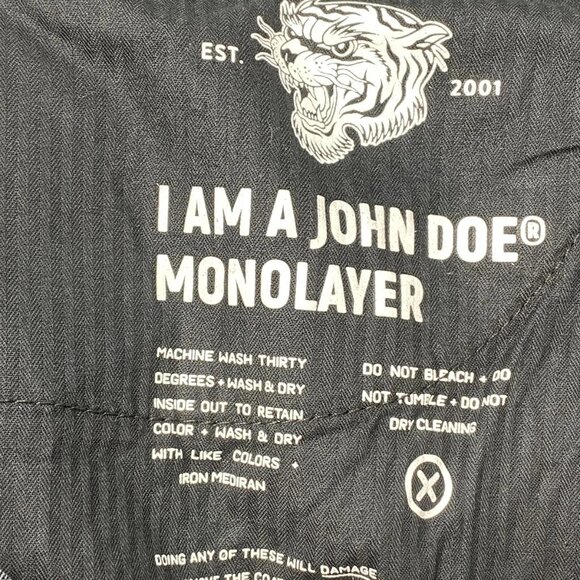 EST. 2001
I AM A JOHN DOE®
MONOLAYER
MACHINE WASH THIRTY
DEGREES + WASH & DRY
INSIDE OUT TO RETAIN
COLOR + WASH & DRY
WITH LIKE COLORS +
IRON MEDIRAN
DO NOT BLEACH + DO
NOT TUMBLE + DO NOT
DRY CLEANING
X
DOING ANY OF THESE WILL DAMAGE
THE